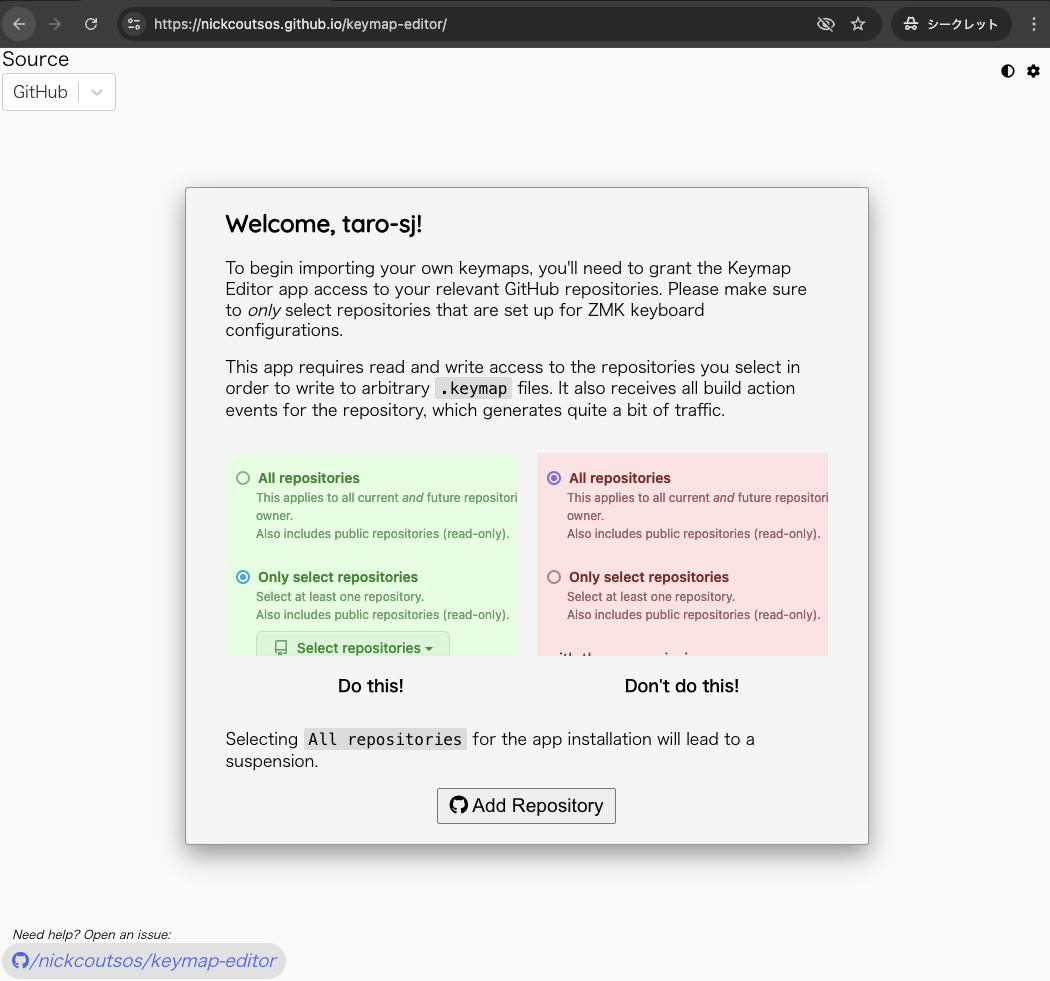 https://nickcoutsos.github.io/keymap-editor/
シークレット
Source
GitHub
Welcome, taro-sj!
To begin importing your own keymaps, you'll need to grant the Keymap
Editor app access to your relevant GitHub repositories. Please make sure
to only select repositories that are set up for ZMK keyboard
configurations.
This app requires read and write access to the repositories you select in
order to write to arbitrary .keymap files. It also receives all build action
events for the repository, which generates quite a bit of traffic.
All repositories
This applies to all current and future repositori
owner.
Also includes public repositories (read-only).
Only select repositories
Select at least one repository.
Also includes public repositories (read-only).
Select repositories
Do this!
All repositories
This applies to all current and future repositori
owner.
Also includes public repositories (read-only).
Only select repositories
Select at least one repository.
Also includes public repositories (read-only).
Don't do this!
Selecting All repositories for the app installation will lead to a
suspension.
Add Repository
Need help? Open an issue:
/nickcoutsos/keymap-editor